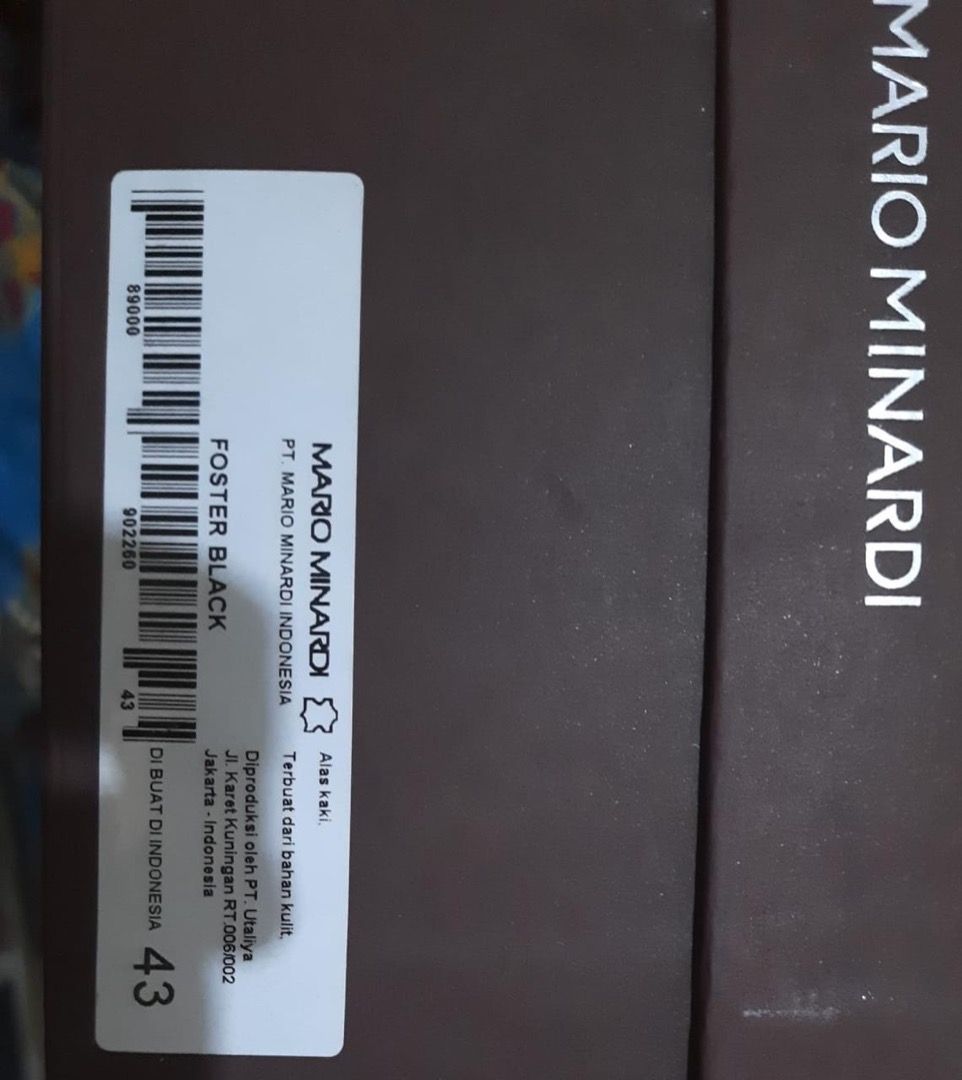 MARIO MINARDI
MARIO MINARDI
PT. MARIO MINARDI INDONESIA
FOSTER BLACK
89000 902260 43
Alas kaki.
Terbuat dari bahan kulit.
Diproduksi oleh PT. Utaliya
Jl. Karet Kuningan RT.006/002
Jakarta - Indonesia
DI BUAT DI INDONESIA 43